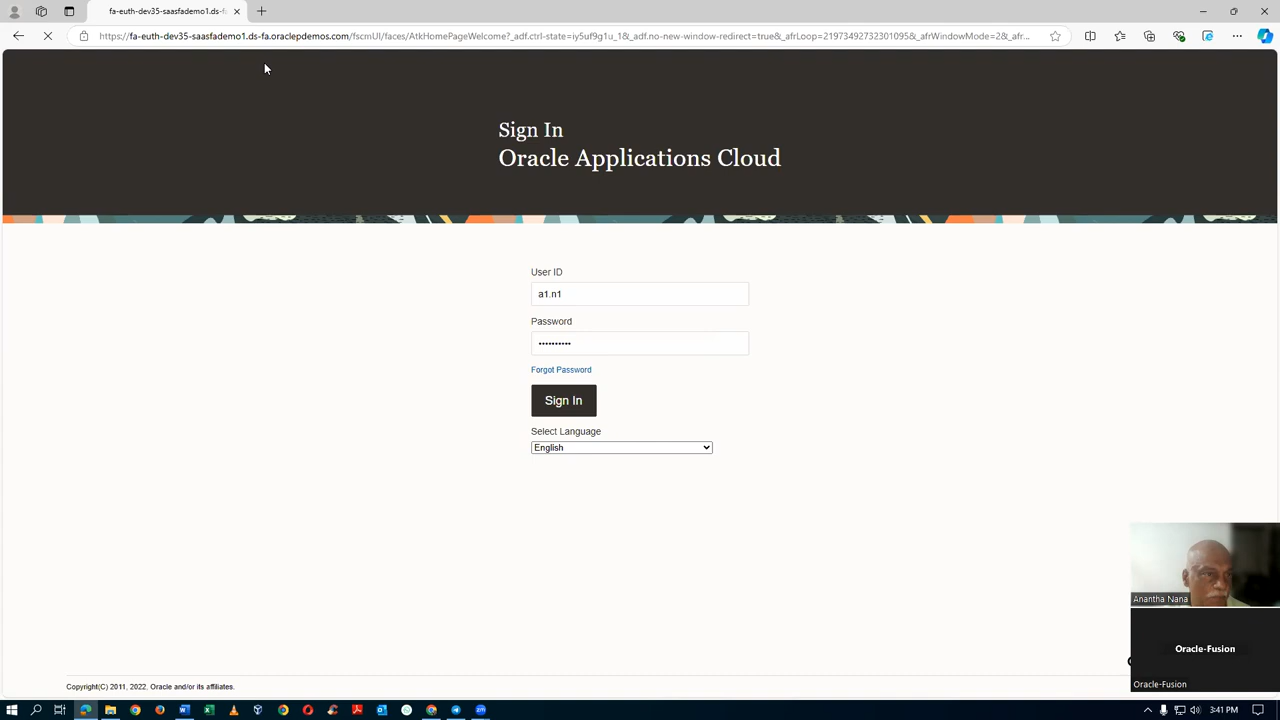 fa-euth-dev35-saasfademo1.ds-f
https://fa-euth-dev35-saasfademo1.ds-fa.oraclepdemos.com/fscmUI/faces/AtkHomePageWelcome?_adf.ctrl-state=iy5uf9g1u_1&_adf.no-new-window-redirect=true&_afrLoop=21973492732301095&_afrWindowMode=2&_afr...
Sign In
Oracle Applications Cloud
User ID
a1.n1
Password
••••••••••
Forgot Password
Sign In
Select Language
English
Anantha Nana
Oracle-Fusion
Oracle-Fusion
Copyright(C) 2011, 2022. Oracle and/or its affiliates.
3:41 PM